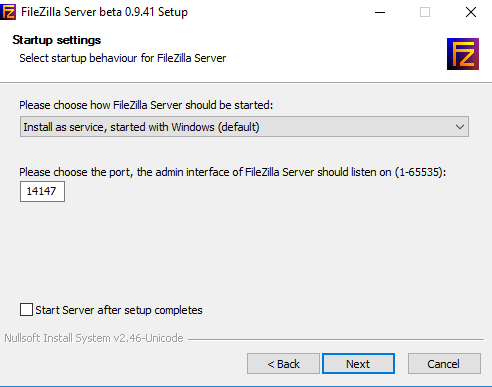 FileZilla Server beta 0.9.41 Setup
Startup settings
Select startup behaviour for FileZilla Server
FZ
Please choose how FileZilla Server should be started:
Install as service, started with Windows (default)
Please choose the port, the admin interface of FileZilla Server should listen on (1-65535):
14147
Start Server after setup completes
Nullsoft Install System v2.46-Unicode
< Back Next Cancel